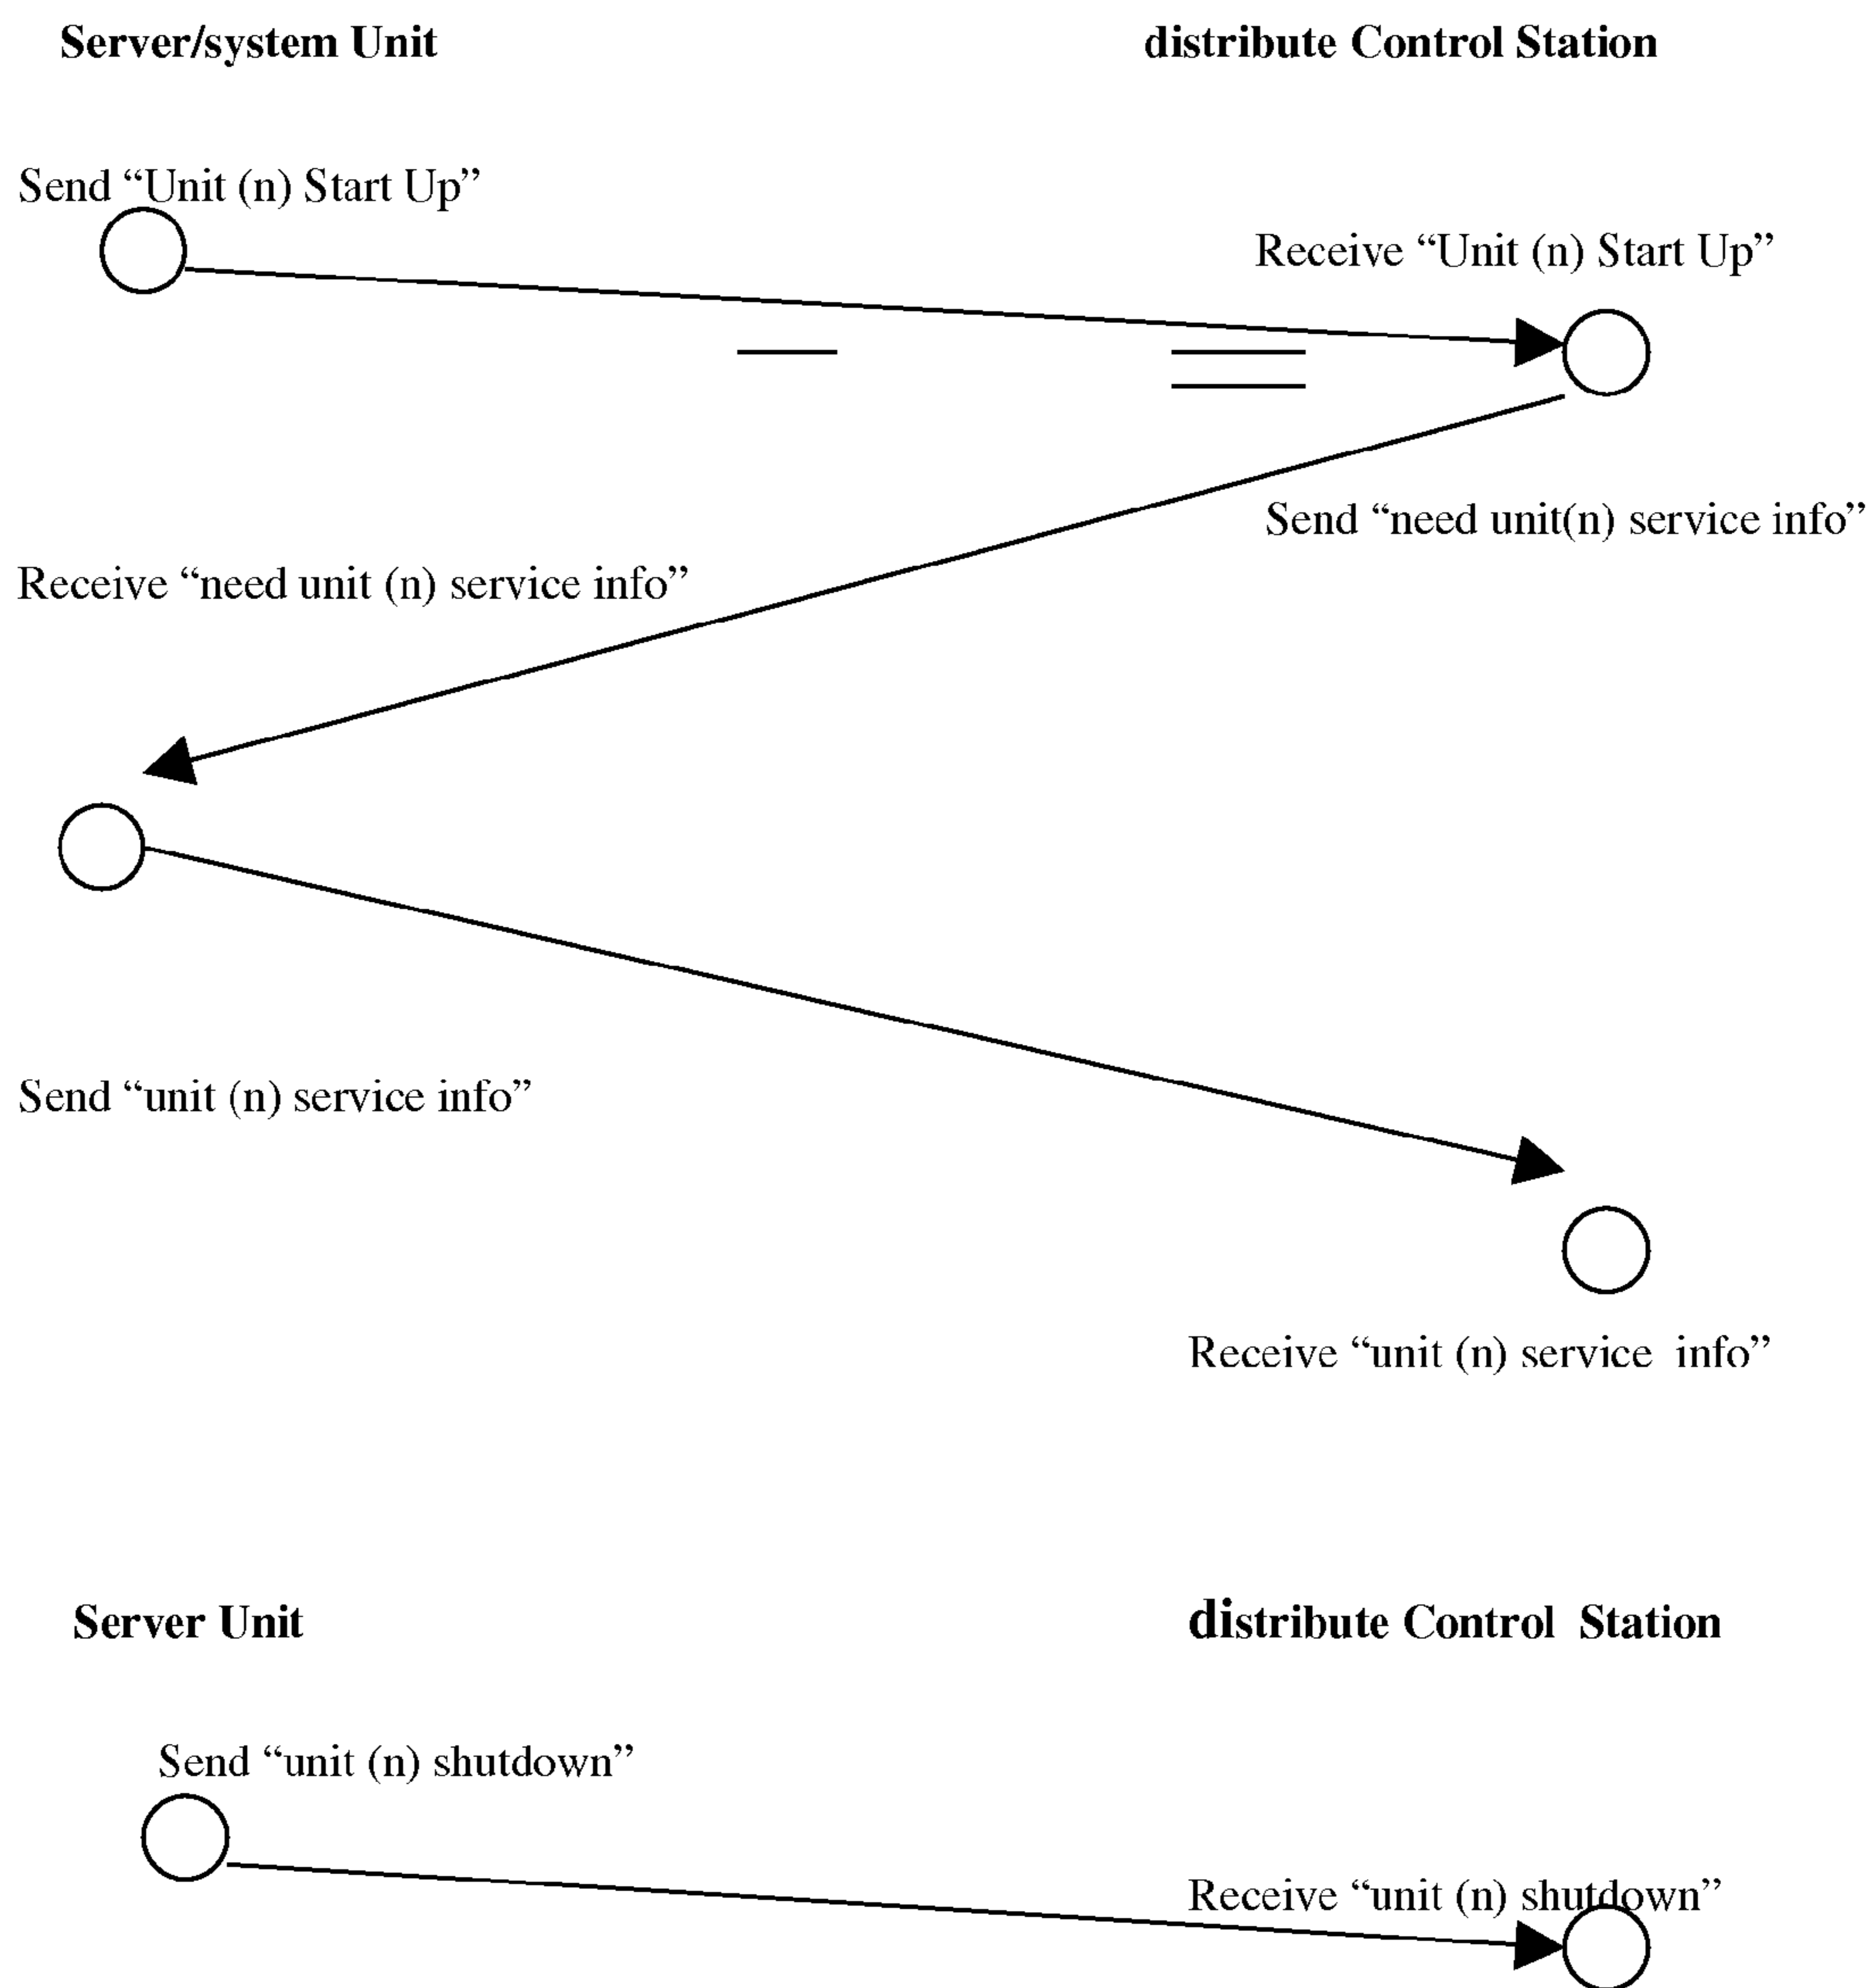 Server/system Unit
distribute Control Station
Send “Unit (n) Start Up”
Receive “Unit (n) Start Up”
Send “need unit(n) service info”
Receive “need unit (n) service info”
Send “unit (n) service info”
Receive “unit (n) service info”
Server Unit
distribute Control Station
Send “unit (n) shutdown”
Receive “unit (n) shutdown”